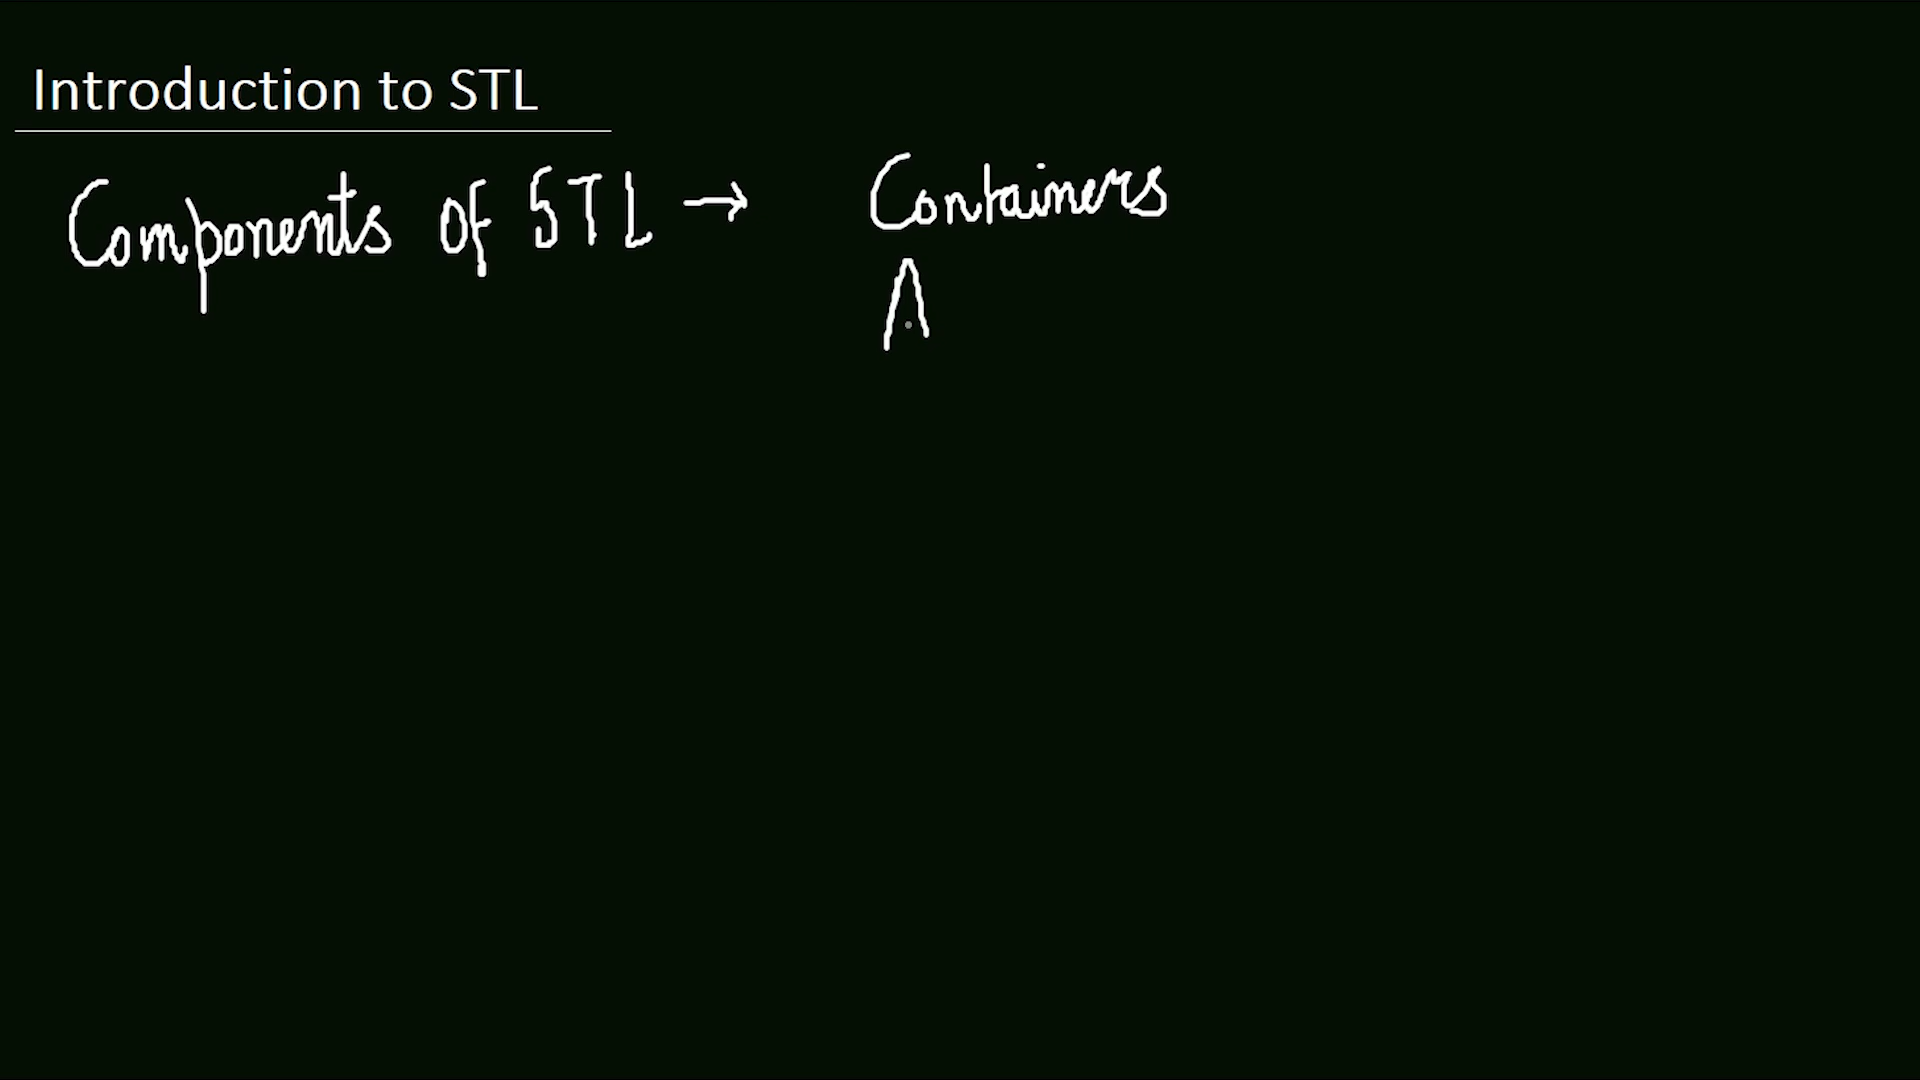 Introduction to STL
Components of STL → Containers
A